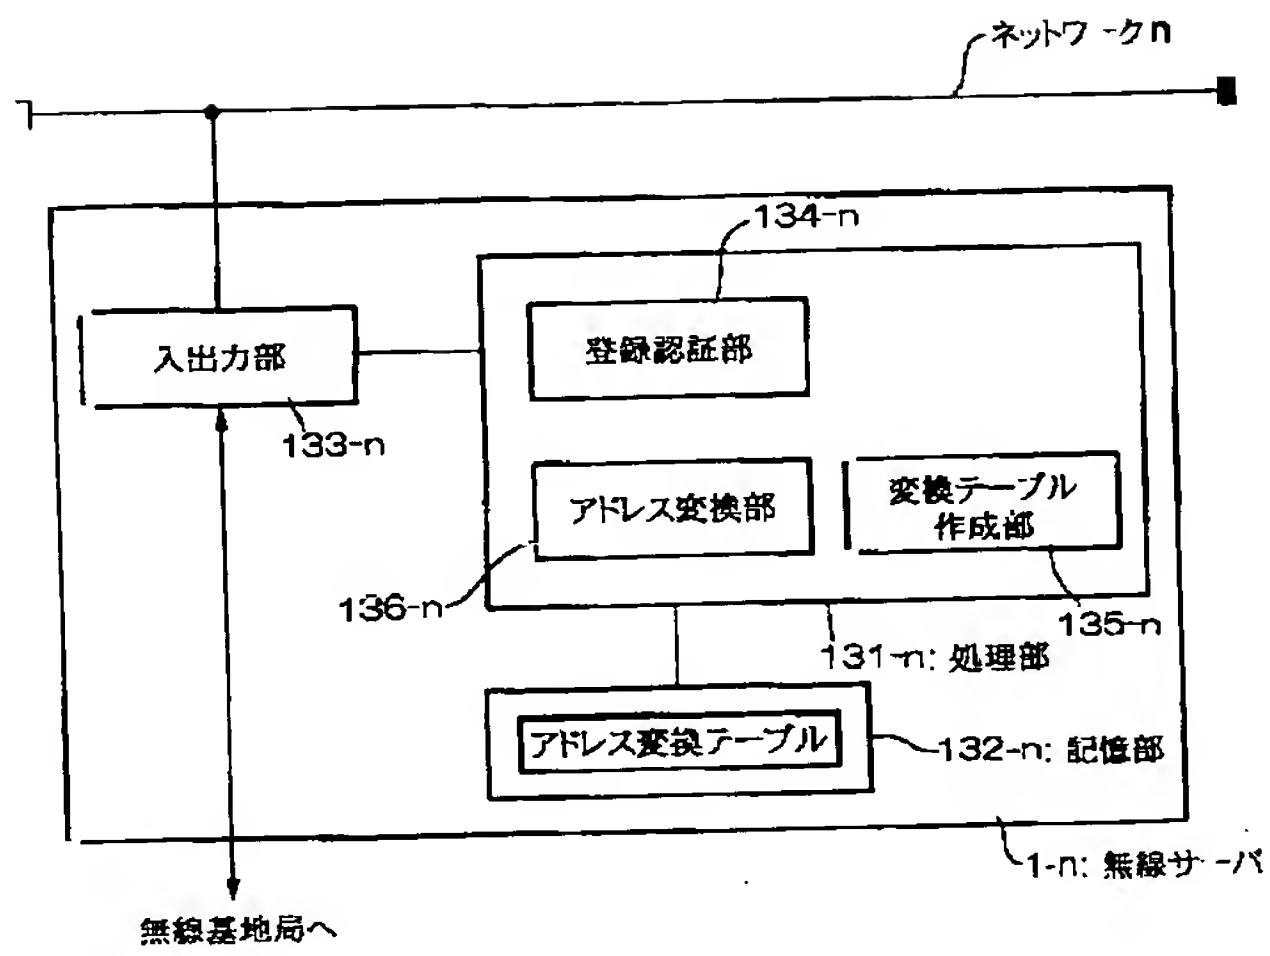 ネットワークn
134-n
登録認証部
入出力部
133-n
アドレス変換部
変換テーブル
作成部
136-n
135-n
131-n: 処理部
アドレス変換テーブル
132-n: 記憶部
1-n: 無線サーバ
無線基地局へ